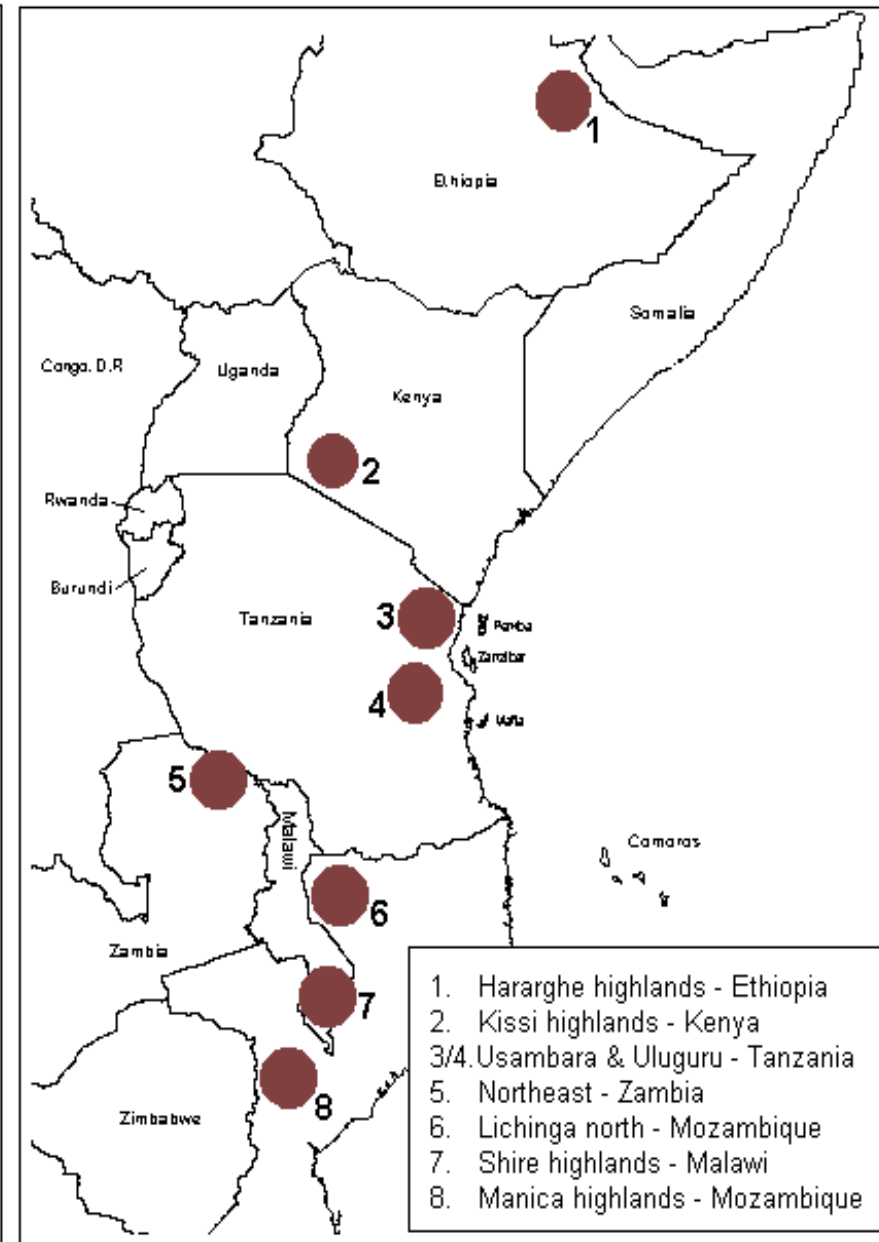 1
Ethiopia
Somalia
Congo. D.R
Uganda
Kenya
2
Rwanda
Burundi
Tanzania
3
Pemba
Zanzibar
4
Mafia
5
Malawi
Comoros
6
Zambia
7
8
Zimbabwe
1. Hararghe highlands - Ethiopia
2. Kissi highlands - Kenya
3/4. Usambara & Uluguru - Tanzania
5. Northeast - Zambia
6. Lichinga north - Mozambique
7. Shire highlands - Malawi
8. Manica highlands - Mozambique